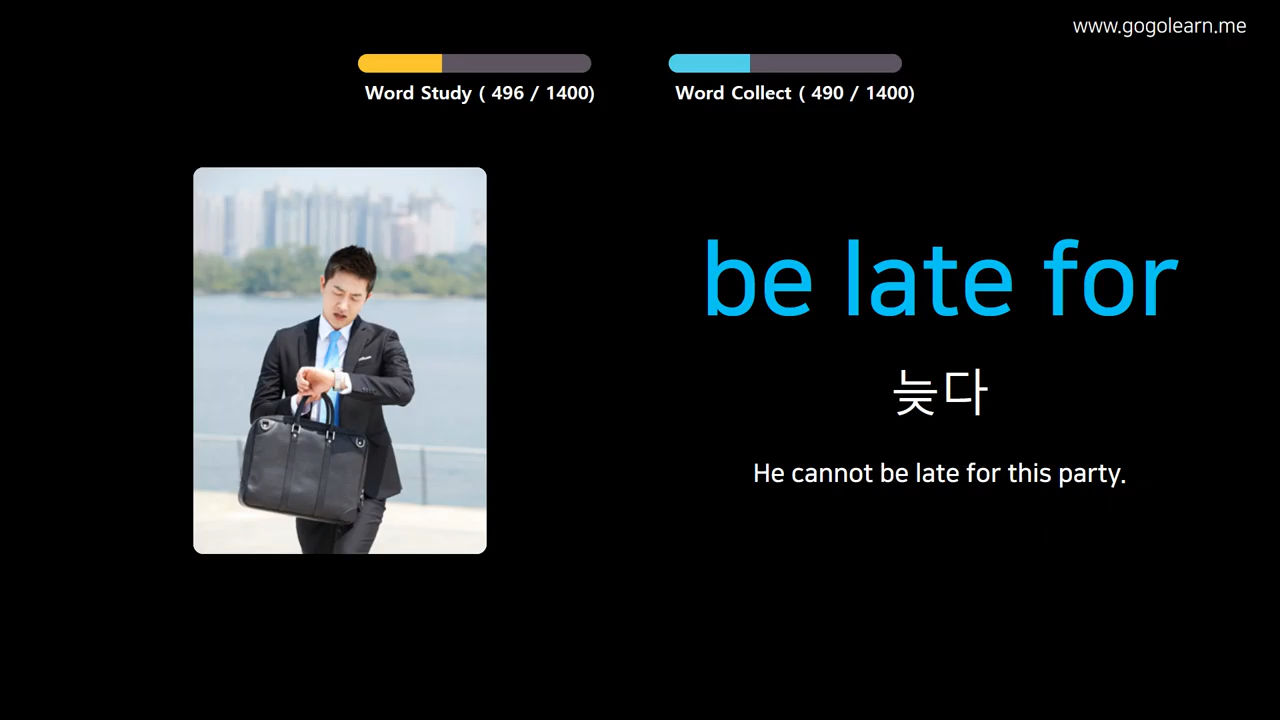 www.gogolearn.me
Word Study ( 496 / 1400)
Word Collect ( 490 / 1400)
be late for
늦다
He cannot be late for this party.